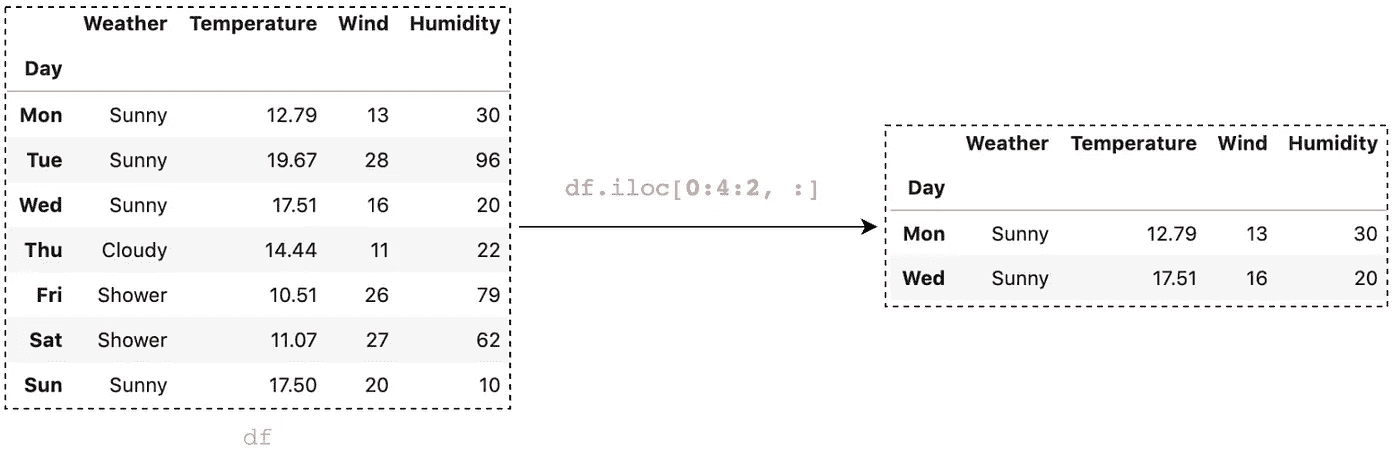 Weather Temperature Wind Humidity
Day
Mon Sunny 12.79 13 30
Tue Sunny 19.67 28 96
Wed Sunny 17.51 16 20
Thu Cloudy 14.44 11 22
Fri Shower 10.51 26 79
Sat Shower 11.07 27 62
Sun Sunny 17.50 20 10
df
df.iloc[0:4:2, :]
Weather Temperature Wind Humidity
Day
Mon Sunny 12.79 13 30
Wed Sunny 17.51 16 20